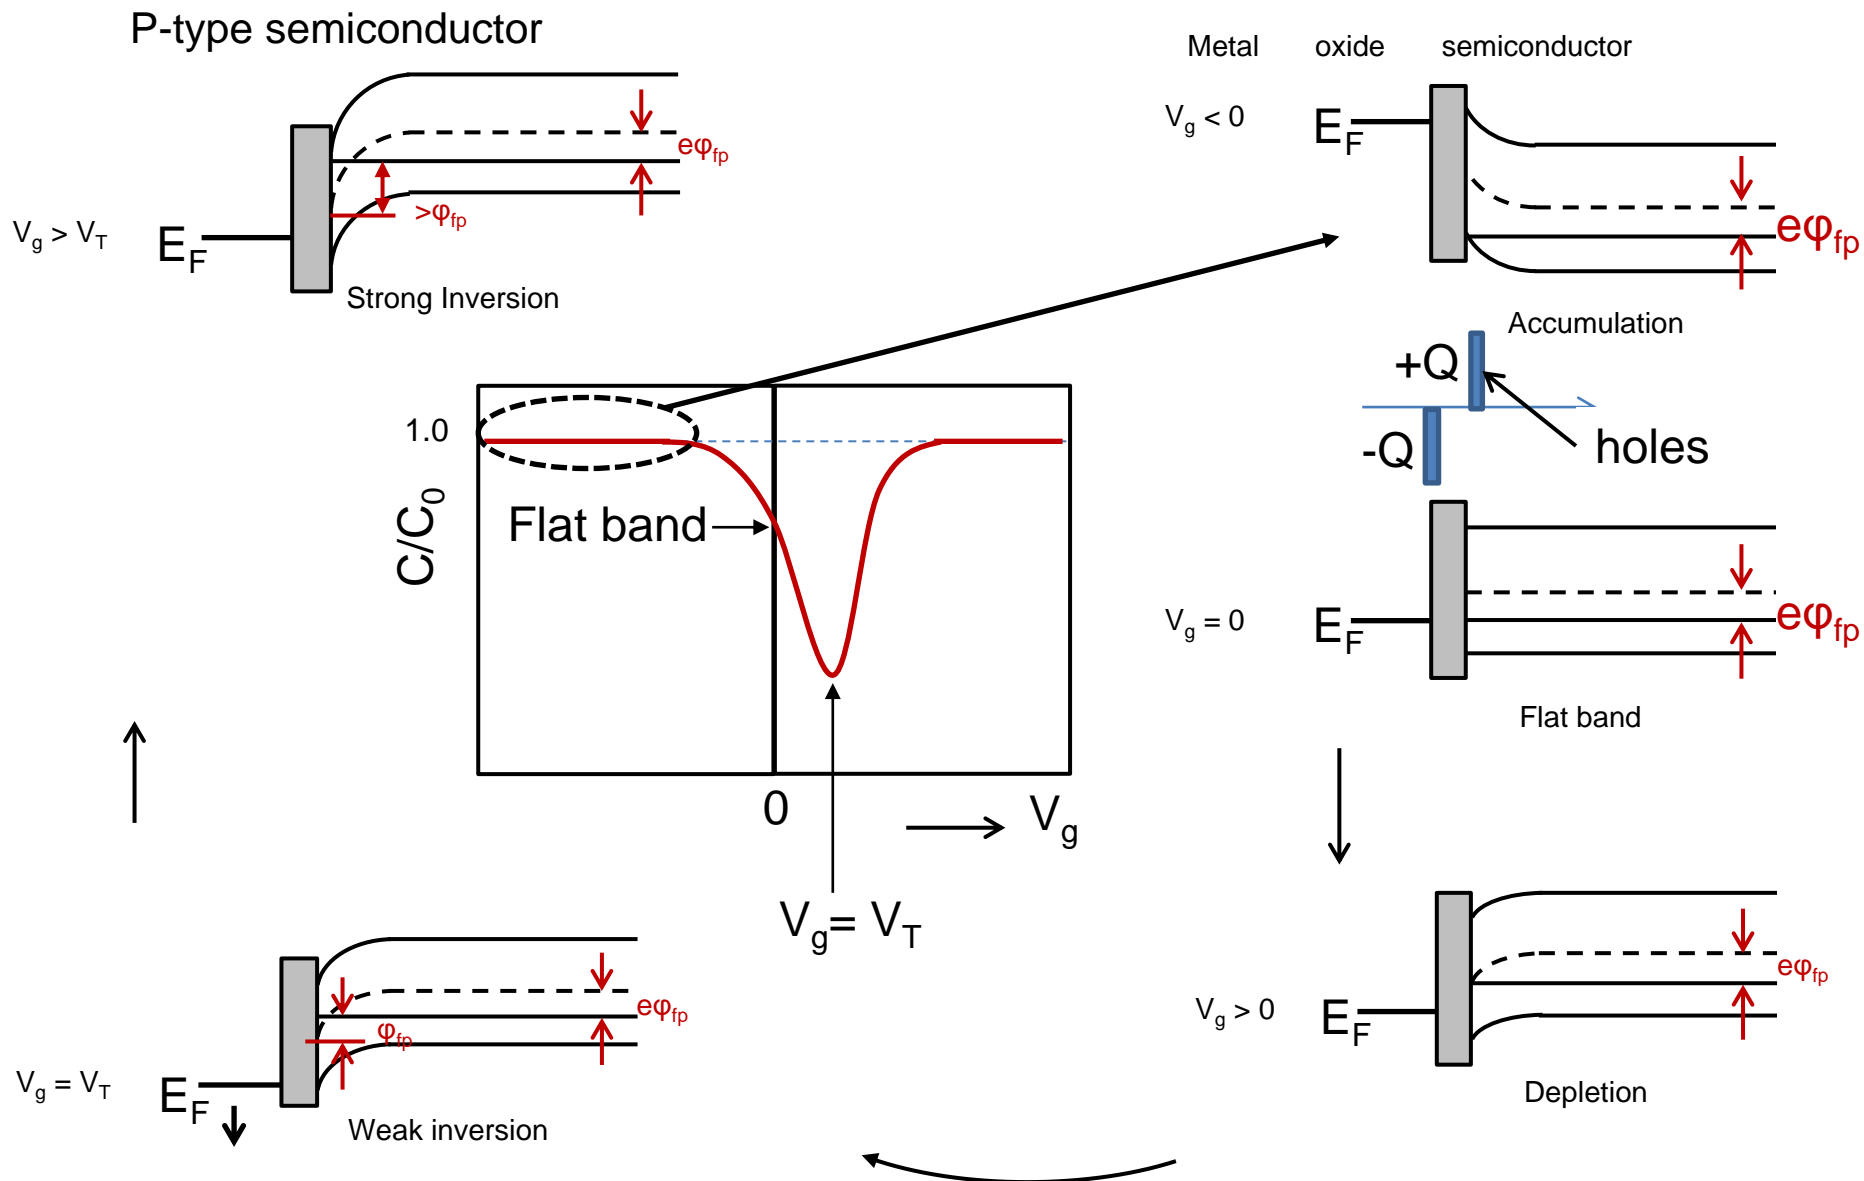 P-type semiconductor
Metal oxide semiconductor
V_g < 0
E_F
eφ_fp
Accumulation
eφ_fp
>φ_fp
V_g > V_T
E_F
Strong Inversion
+Q
-Q
holes
1.0
C/C_0
Flat band
0
V_g
V_g= V_T
V_g = 0
E_F
eφ_fp
Flat band
V_g > 0
E_F
eφ_fp
Depletion
eφ_fp
φ_fp
V_g = V_T
E_F
Weak inversion